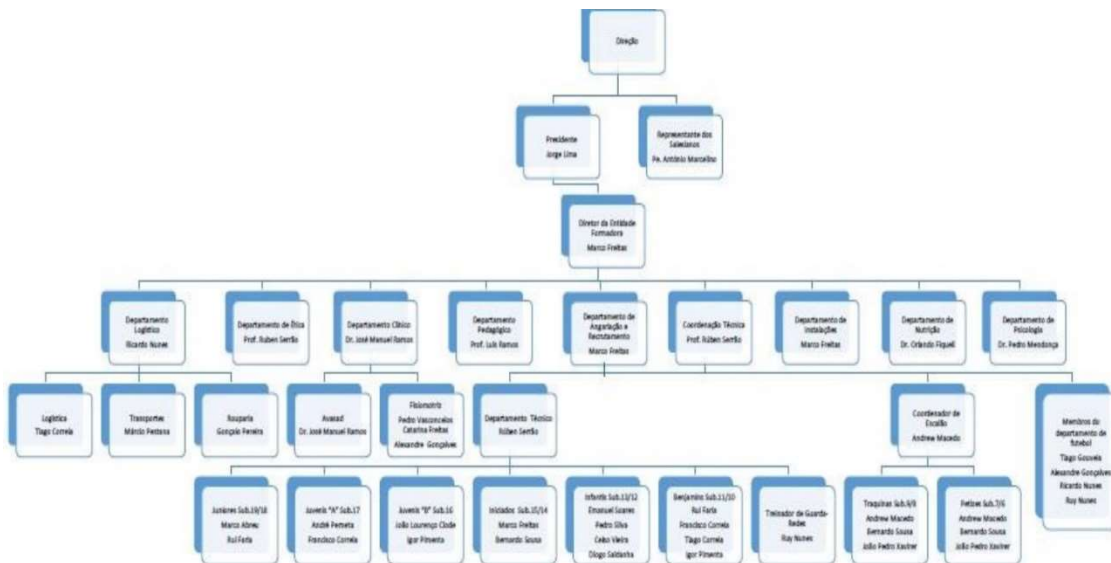 Direção
Presidente
Jorge Lima
Representante dos
Salesianos
Pe. António Marcelino
Diretor da Entidade
Formadora
Marco Freitas
Departamento
Logístico
Ricardo Nunes
Departamento de Ética
Prof. Ruben Serrão
Departamento Clínico
Dr. José Manuel Ramos
Departamento
Pedagógico
Prof. Luís Ramos
Departamento de
Angariação e
Recrutamento
Marco Freitas
Coordenação Técnica
Prof. Rúben Serrão
Departamento de
Instalações
Marco Freitas
Departamento de
Nutrição
Dr. Orlando
Departamento de
Psicologia
Dr. Pedro Mendonça
Logística
Tiago Correia
Transportes
Márcio Pestana
Rouparia
Gonçalo Pereira
Avasad
Dr. José Manuel Ramos
Fisiomotriz
Pedro Vasconcelos
Catarina Freitas
Alexandre Gonçalves
Departamento Técnico
Rúben Serrão
Coordenador de
Escalão
Andrew Macedo
Membros do
departamento de
futebol
Tiago Gouveia
Alexandre Gonçalves
Ricardo Nunes
Ruy Nunes
Juniores Sub.19/18
Marco Abreu
Rui Faria
Juvenis "A" Sub.17
André Perneta
Francisco Correia
Juvenis "B" Sub.16
João Lourenço Clode
Igor Pimenta
Iniciados Sub.15/14
Marco Freitas
Bernardo Sousa
Infantis Sub.13/12
Emanuel Soares
Pedro Silva
Celso Vieira
Diogo Saldanha
Benjamins Sub.11/10
Rui Faria
Francisco Correia
Tiago Correia
Igor Pimenta
Treinador de Guarda-
Redes
Ruy Nunes
Traquinas Sub.9/8
Andrew Macedo
Bernardo Sousa
João Pedro Xavirer
Petizes Sub.7/6
Andrew Macedo
Bernardo Sousa
João Pedro Xavirer